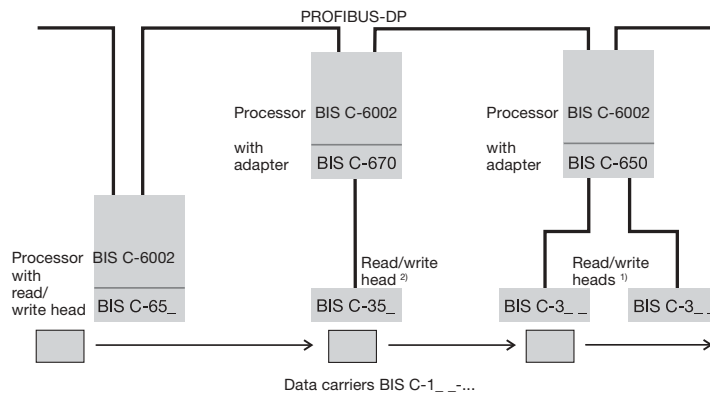 PROFIBUS-DP
Processor BIS C-6002
with
adapter
BIS C-670
Processor BIS C-6002
with
adapter
BIS C-650
Processor BIS C-6002
with
read/
write head
BIS C-65_
Read/write
head 2)
BIS C-35_
Read/write
heads 1)
BIS C-3_ _
BIS C-3_ _
Data carriers BIS C-1_ _-...